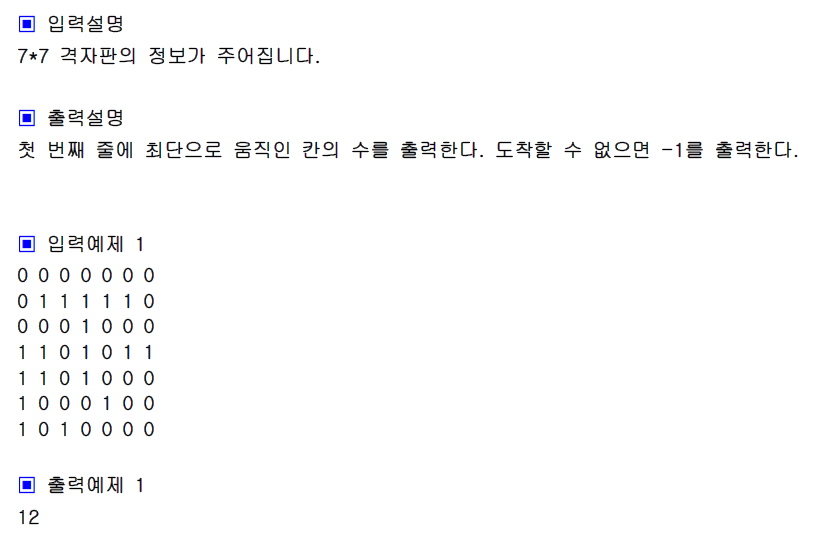 ▣ 입력설명
7*7 격자판의 정보가 주어집니다.
▣ 출력설명
첫 번째 줄에 최단으로 움직인 칸의 수를 출력한다. 도착할 수 없으면 -1를 출력한다.
▣ 입력예제 1
0 0 0 0 0 0 0
0 1 1 1 1 1 0
0 0 0 1 0 0 0
1 1 0 1 0 1 1
1 1 0 1 0 0 0
1 0 0 0 1 0 0
1 0 1 0 0 0 0
▣ 출력예제 1
12